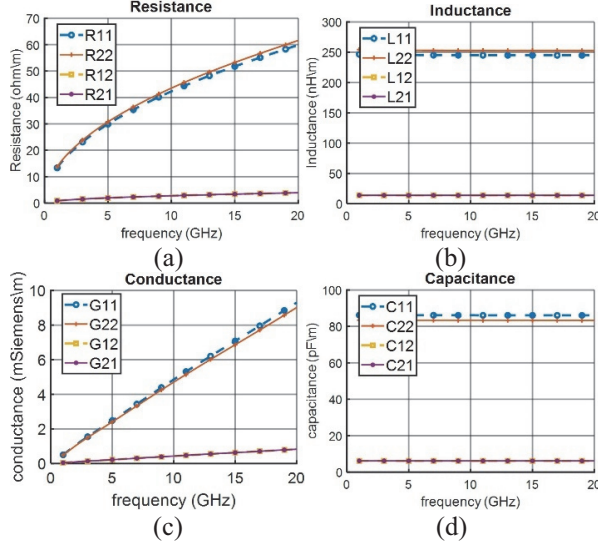 Resistance
Resistance (ohm\m)
70
60
50
40
30
20
10
0
R11
R22
R12
R21
0 5 10 15 20
frequency (GHz)
(a)
Inductance
Inductance (nH\m)
300
250
200
150
100
50
0
L11
L22
L12
L21
0 5 10 15 20
frequency (GHz)
(b)
Conductance
conductance (mSiemens\m)
10
8
6
4
2
0
G11
G22
G12
G21
0 5 10 15 20
frequency (GHz)
(c)
Capacitance
capacitance (pF\m)
100
80
60
40
20
0
C11
C22
C12
C21
0 5 10 15 20
frequency (GHz)
(d)